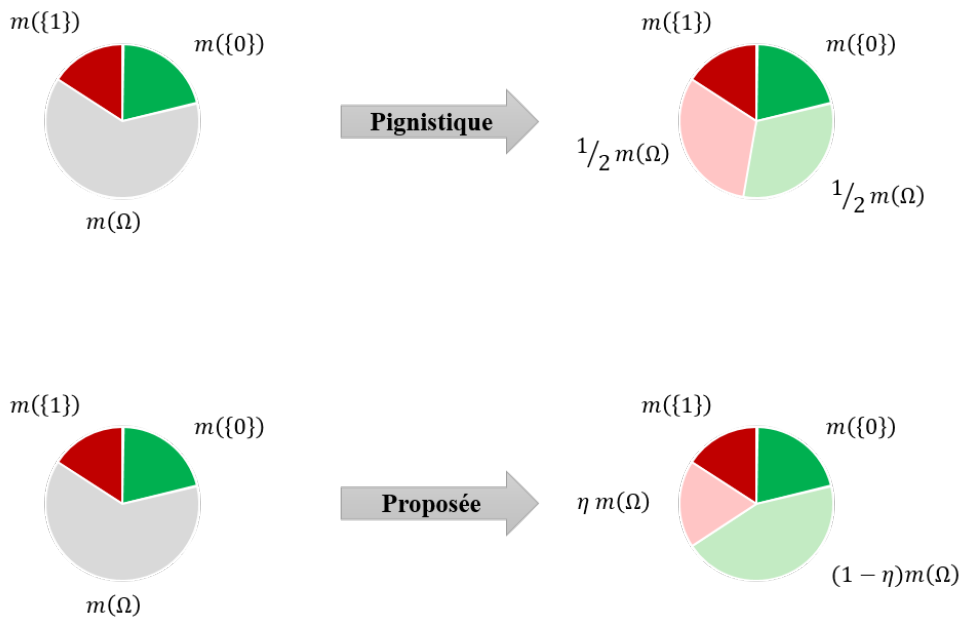 m({1})
m({0})
m(Ω)
Pignistique
m({1})
m({0})
1/2 m(Ω)
1/2 m(Ω)
m({1})
m({0})
m(Ω)
Proposée
m({1})
m({0})
η m(Ω)
(1 − η)m(Ω)